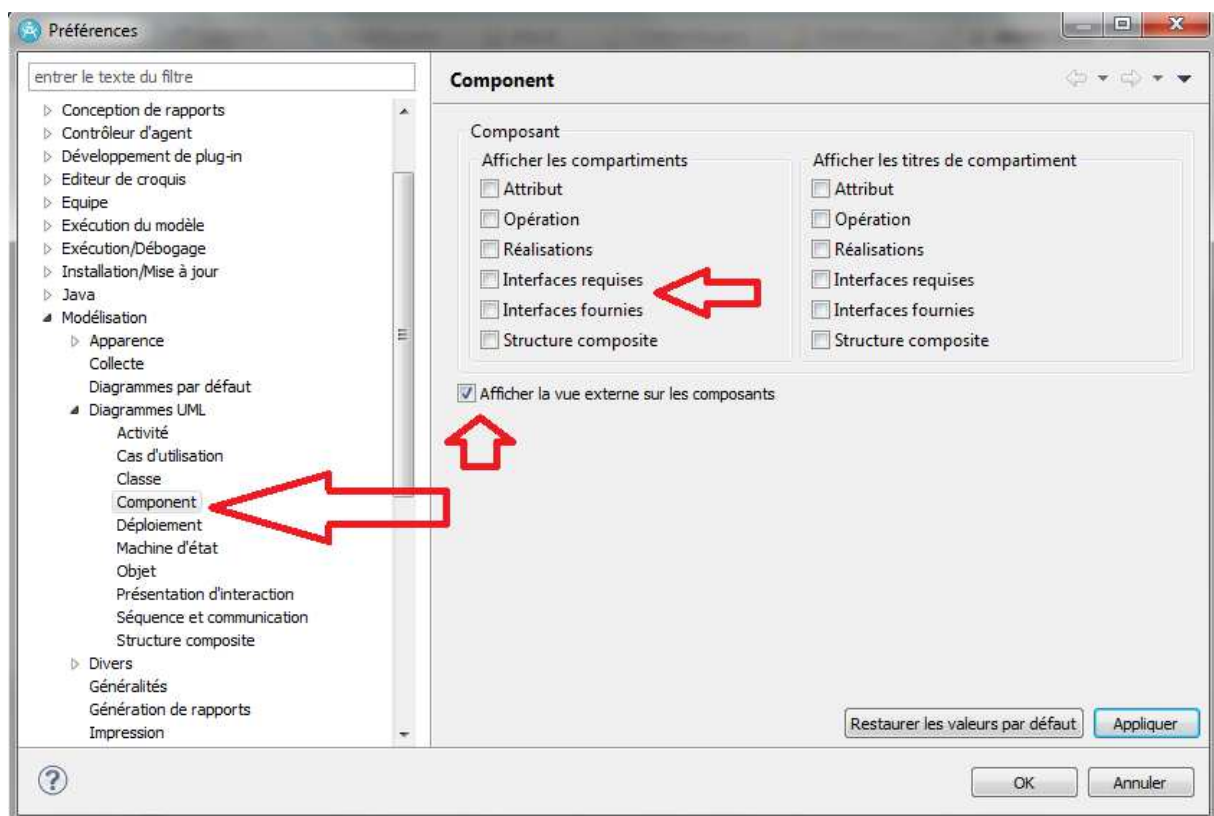 Préférences
entrer le texte du filtre
Conception de rapports
Contrôleur d'agent
Développement de plug-in
Editeur de croquis
Equipe
Exécution du modèle
Exécution/Débogage
Installation/Mise à jour
Java
Modélisation
Apparence
Collecte
Diagrammes par défaut
Diagrammes UML
Activité
Cas d'utilisation
Classe
Component
Déploiement
Machine d'état
Objet
Présentation d'interaction
Séquence et communication
Structure composite
Divers
Généralités
Génération de rapports
Impression
Component
Composant
Afficher les compartiments
Attribut
Opération
Réalisations
Interfaces requises
Interfaces fournies
Structure composite
Afficher les titres de compartiment
Attribut
Opération
Réalisations
Interfaces requises
Interfaces fournies
Structure composite
Afficher la vue externe sur les composants
Restaurer les valeurs par défaut
Appliquer
OK
Annuler